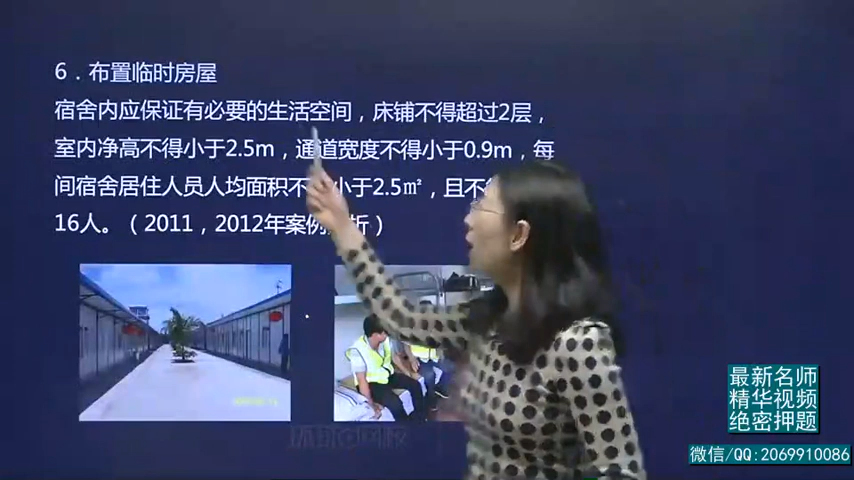 6．布置临时房屋
宿舍内应保证有必要的生活空间，床铺不得超过2层，
室内净高不得小于2.5m，通道宽度不得小于0.9m，每
间宿舍居住人员人均面积不 小于2.5㎡，且不
16人。（2011，2012年案例 析）
最新名师
精华视频
绝密押题
微信/QQ:2069910086